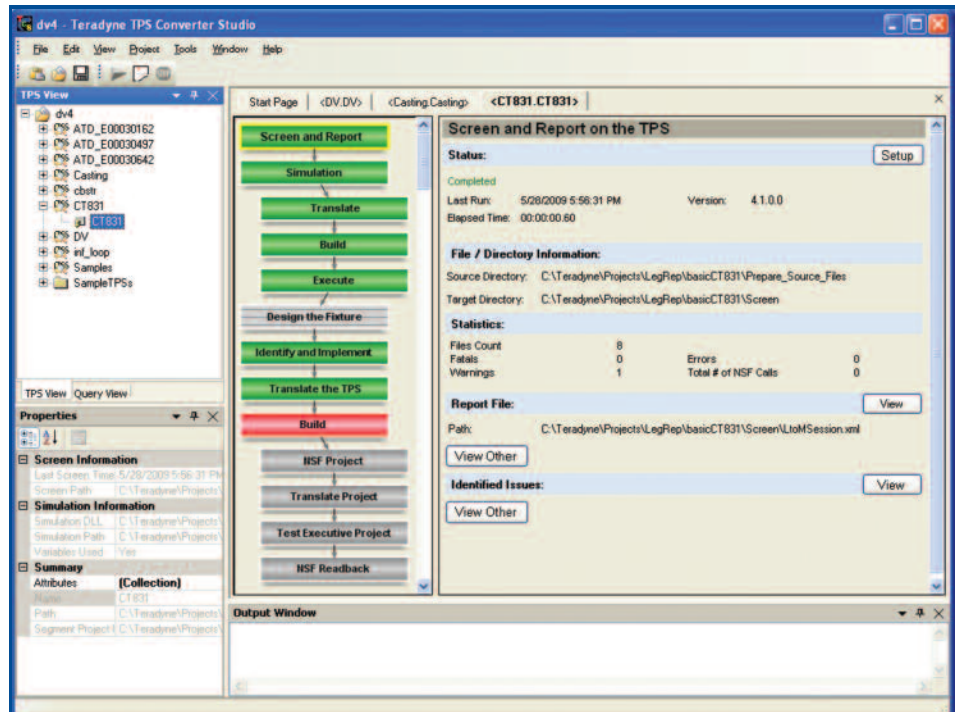 dv4 - Teradyne TPS Converter Studio
File Edit View Project Tools Window Help
TPS View
dv4
ATD_E00030162
ATD_E00030497
ATD_E00030642
Casting
cbstr
CT831
CT831
DV
inf_loop
Samples
SampleTPSs
TPS View Query View
Properties
Screen Information
Last Screen Time 5/28/2009 5:56:31 PM
Screen Path C:\Teradyne\Projects\
Simulation Information
Simulation DLL C:\Teradyne\Projects\
Simulation Path C:\Teradyne\Projects\
Variables Used Yes
Summary
Attributes (Collection)
Name CT831
Path C:\Teradyne\Projects\
Segment Project C:\Teradyne\Projects\
Start Page <DV.DV> <Casting.Casting> <CT831.CT831>
Screen and Report
Simulation
Translate
Build
Execute
Design the Fixture
Identify and Implement
Translate the TPS
Build
NSF Project
Translate Project
Test Executive Project
NSF Readback
Screen and Report on the TPS
Status: Setup
Completed
Last Run: 5/28/2009 5:56:31 PM Version: 4.1.0.0
Elapsed Time: 00:00:00.60
File / Directory Information:
Source Directory: C:\Teradyne\Projects\LegRep\basicCT831\Prepare_Source_Files
Target Directory: C:\Teradyne\Projects\LegRep\basicCT831\Screen
Statistics:
Files Count 8
Fatals 0 Errors 0
Warnings 1 Total # of NSF Calls 0
Report File: View
Path: C:\Teradyne\Projects\LegRep\basicCT831\Screen\LtoMSession.xml
View Other
Identified Issues: View
View Other
Output Window